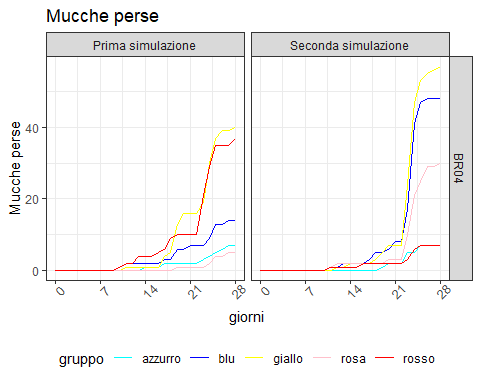 Mucche perse
Prima simulazione
Seconda simulazione
BR04
Mucche perse
40
20
0
0
7
14
21
28
0
7
14
21
28
giorni
gruppo azzurro blu giallo rosa rosso